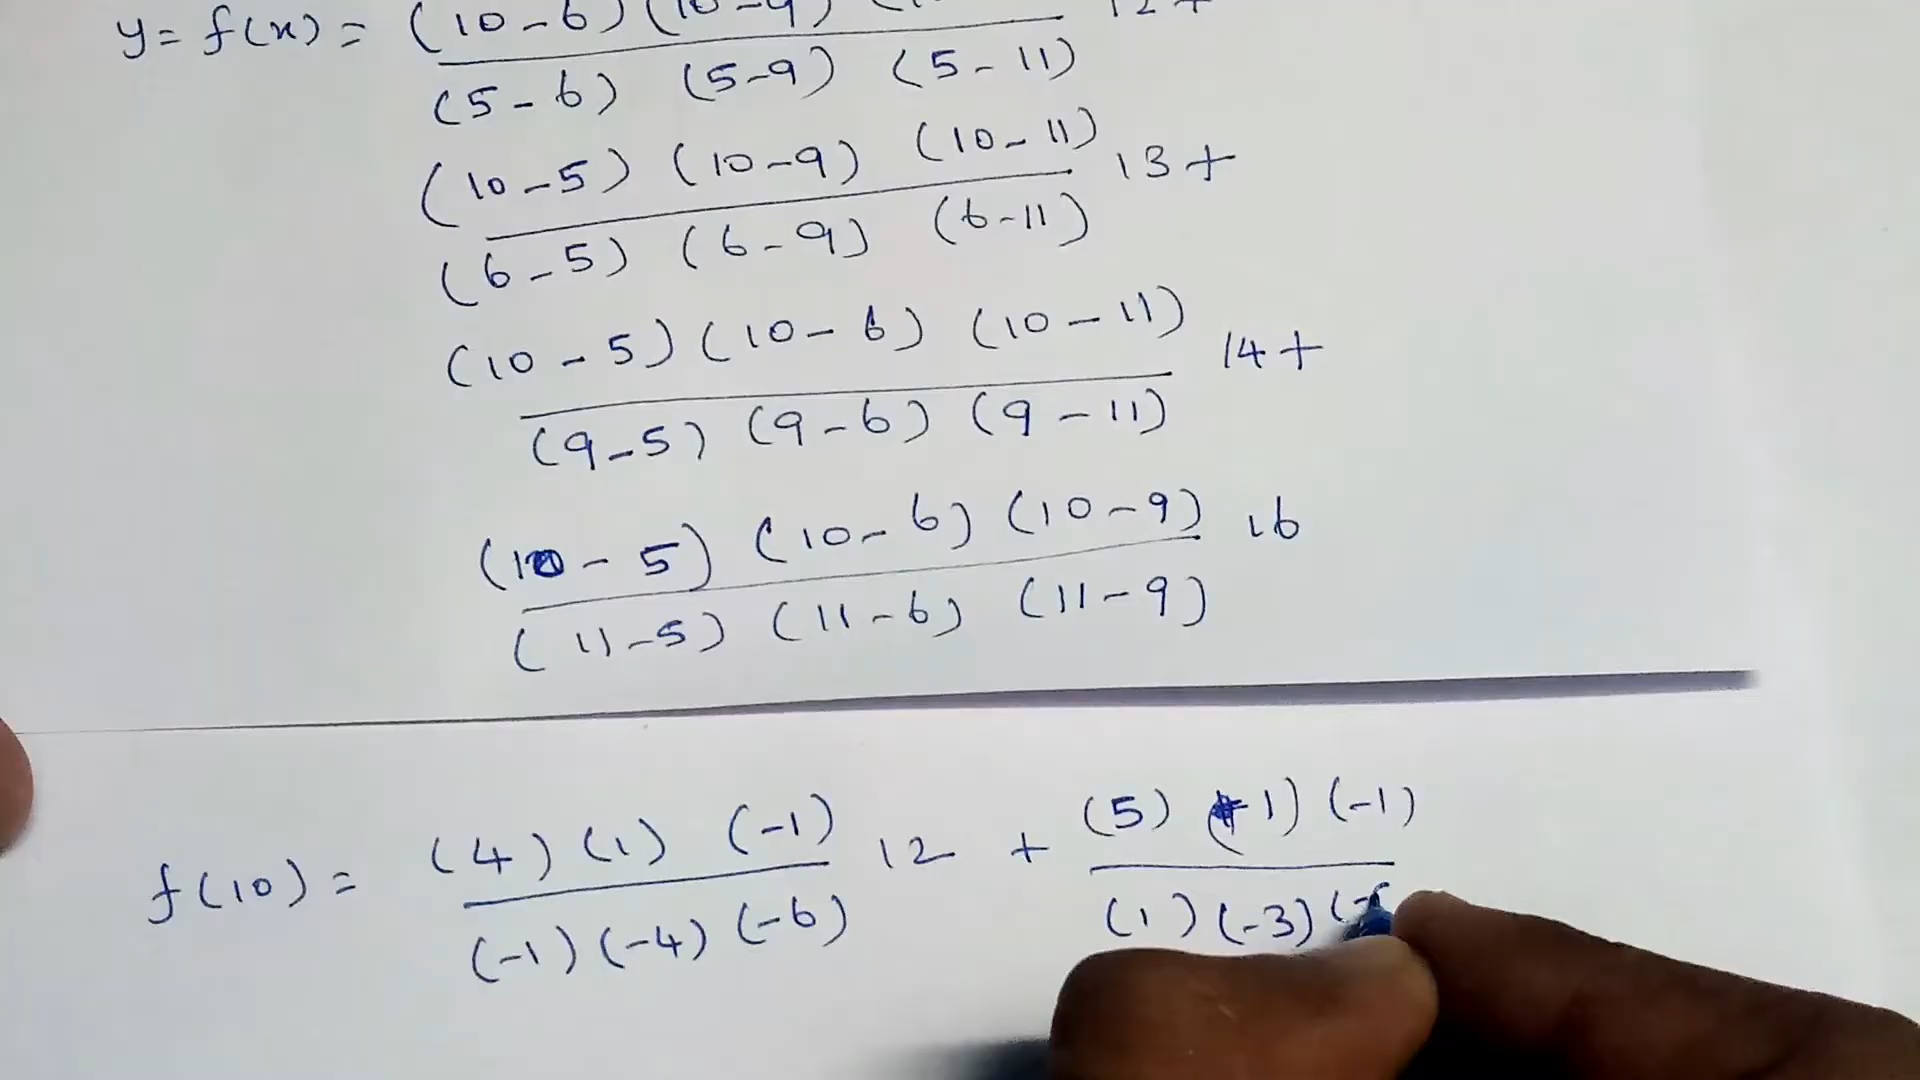 y = f(x) = (10-6) (10-9) 12+
(5-6) (5-9) (5-11)
(10-5) (10-9) (10-11) 13+
(6-5) (6-9) (6-11)
(10-5) (10-6) (10-11) 14+
(9-5) (9-6) (9-11)
(10-5) (10-6) (10-9) 16
(11-5) (11-6) (11-9)
f(10) = (4) (1) (-1) 12 + (5) (1) (-1)
(-1) (-4) (-6) (1) (-3) (-